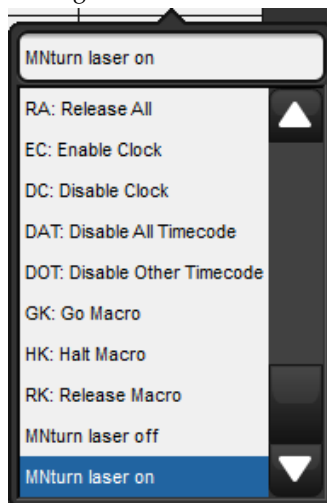 MNturn laser on
RA: Release All
EC: Enable Clock
DC: Disable Clock
DAT: Disable All Timecode
DOT: Disable Other Timecode
GK: Go Macro
HK: Halt Macro
RK: Release Macro
MNturn laser off
MNturn laser on